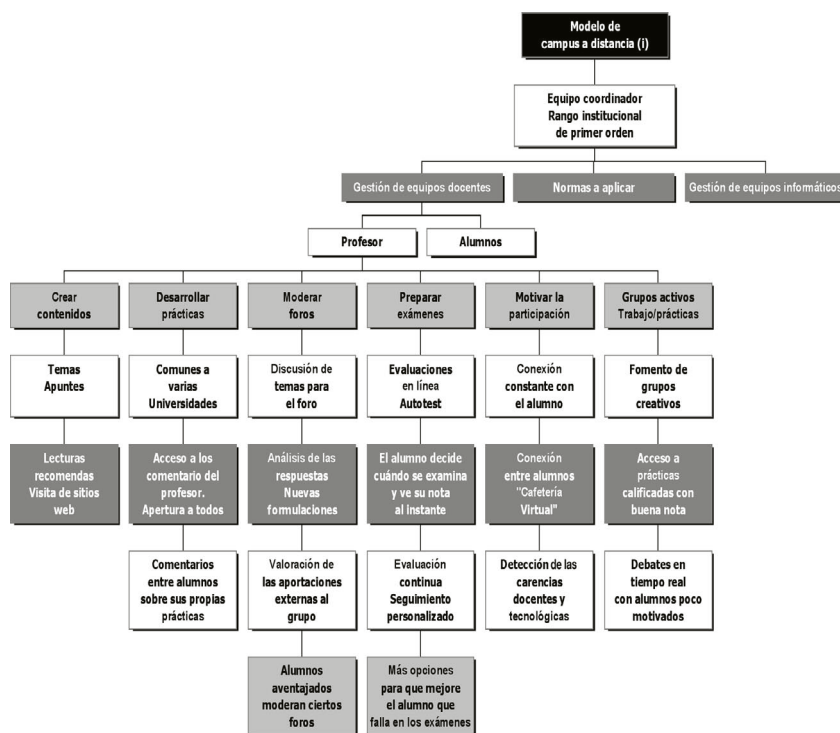 Modelo de
campus a distancia (i)
Equipo coordinador
Rango institucional
de primer orden
Gestión de equipos docentes
Normas a aplicar
Gestión de equipos informáticos
Profesor
Alumnos
Crear
contenidos
Desarrollar
prácticas
Moderar
foros
Preparar
exámenes
Motivar la
participación
Grupos activos
Trabajo/prácticas
Temas
Apuntes
Comunes a
varias
Universidades
Discusión de
temas para
el foro
Evaluaciones
en línea
Autotest
Conexión
constante con
el alumno
Fomento de
grupos
creativos
Lecturas
recomendas
Visita de sitios
web
Acceso a los
comentario del
profesor.
Apertura a todos
Análisis de las
respuestas
Nuevas
formulaciones
El alumno decide
cuándo se examina
y ve su nota
al instante
Conexión
entre alumnos
"Cafetería
Virtual"
Acceso a
prácticas
calificadas con
buena nota
Comentarios
entre alumnos
sobre sus propias
prácticas
Valoración de
las aportaciones
externas al
grupo
Evaluación
continua
Seguimiento
personalizado
Detección de las
carencias
docentes y
tecnológicas
Debates en
tiempo real
con alumnos poco
motivados
Alumnos
aventajados
moderan ciertos
foros
Más opciones
para que mejore
el alumno que
falla en los exámenes